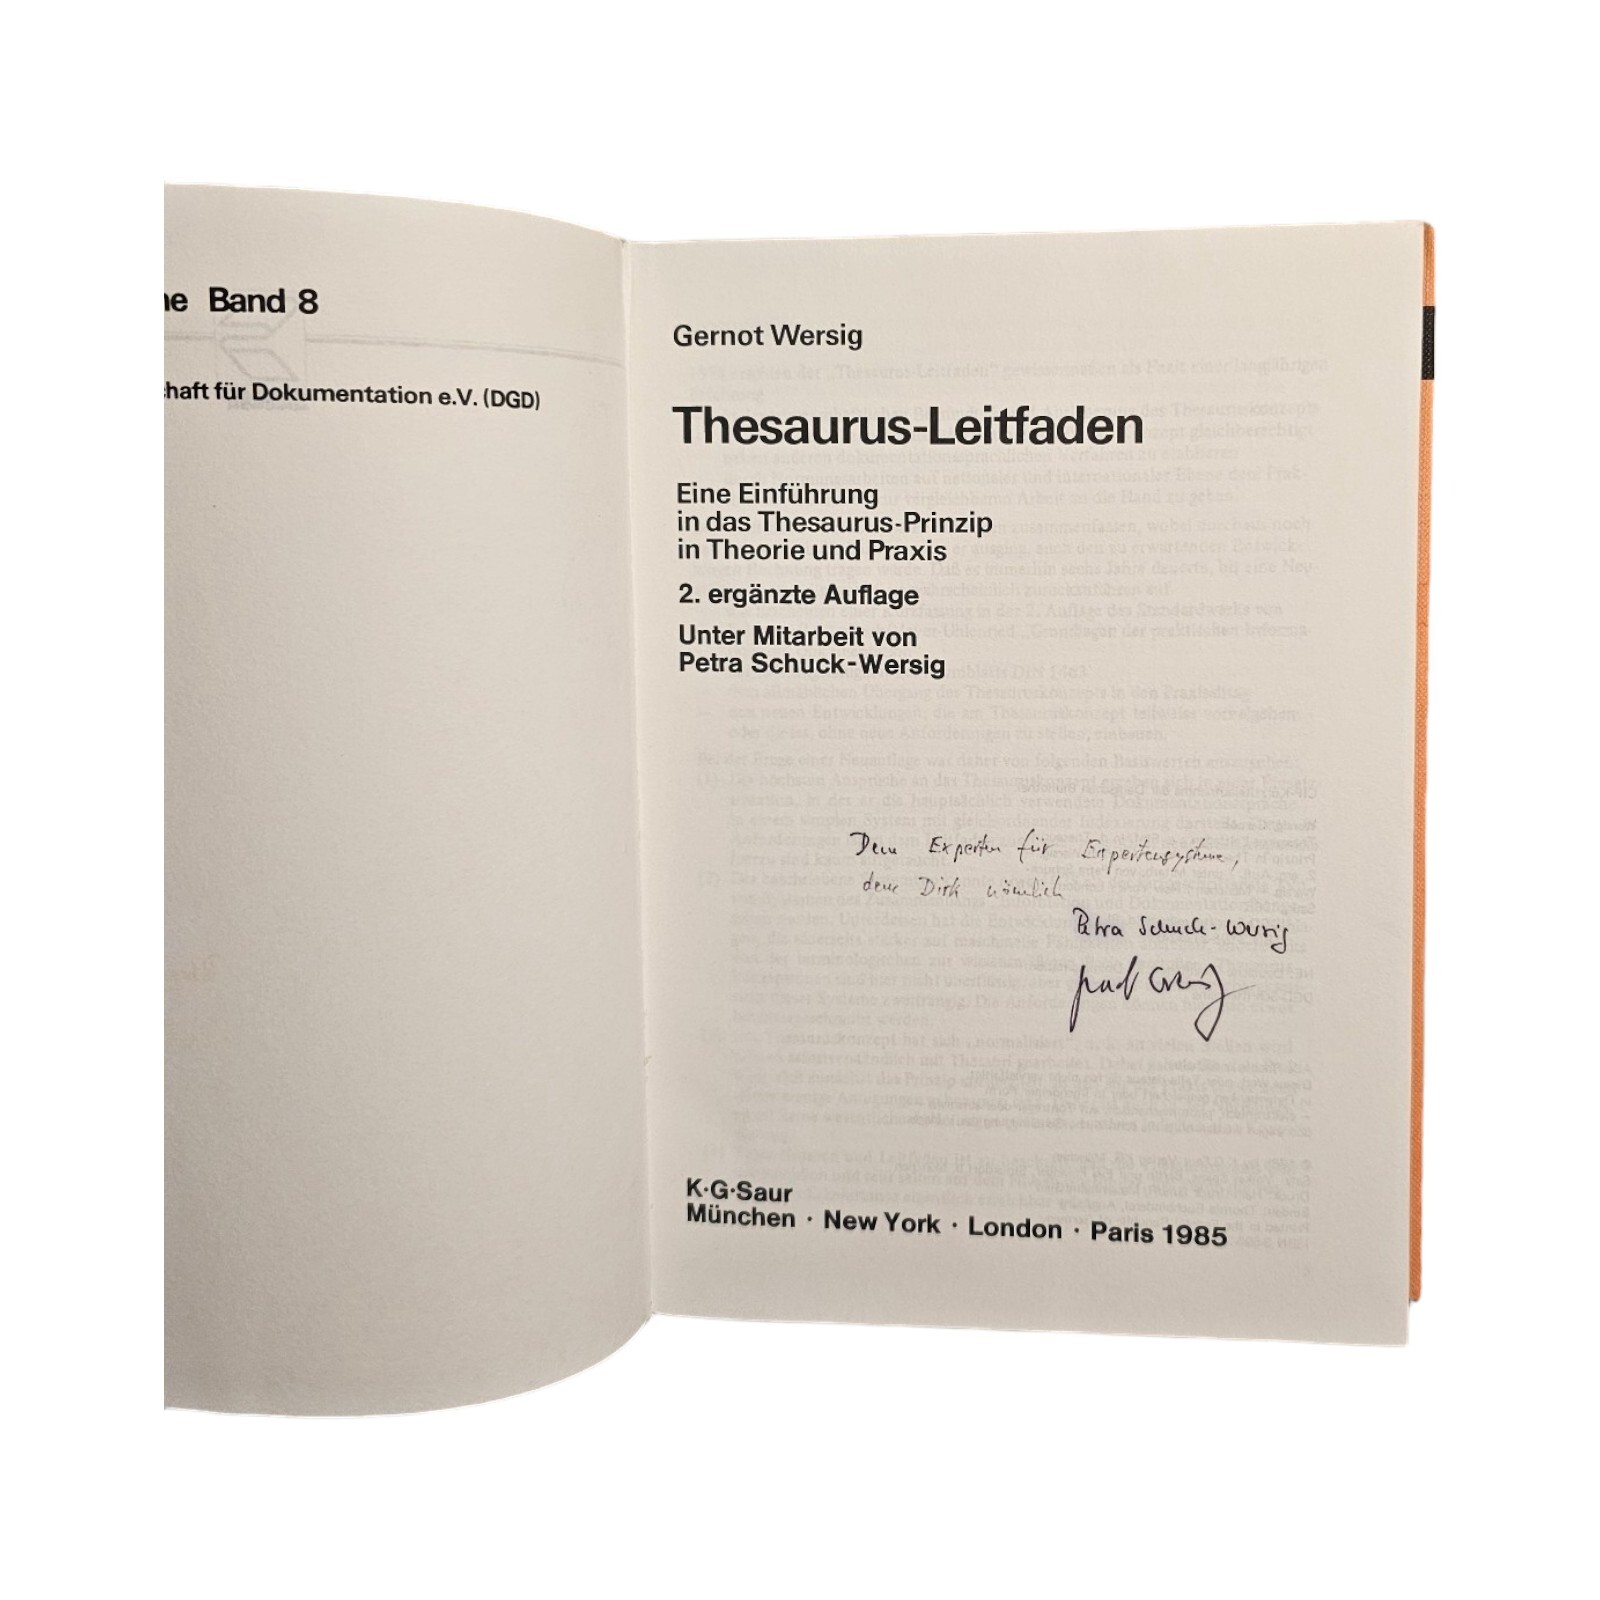 ne Band 8
haft für Dokumentation e.V. (DGD)
Gernot Wersig
Thesaurus-Leitfaden
Eine Einführung
in das Thesaurus-Prinzip
in Theorie und Praxis
2. ergänzte Auflage
Unter Mitarbeit von
Petra Schuck-Wersig
Dem Experten für Expertensysteme,
dem Dirk nämlich
Petra Schuck-Wersig
K·G·Saur
München · New York · London · Paris 1985